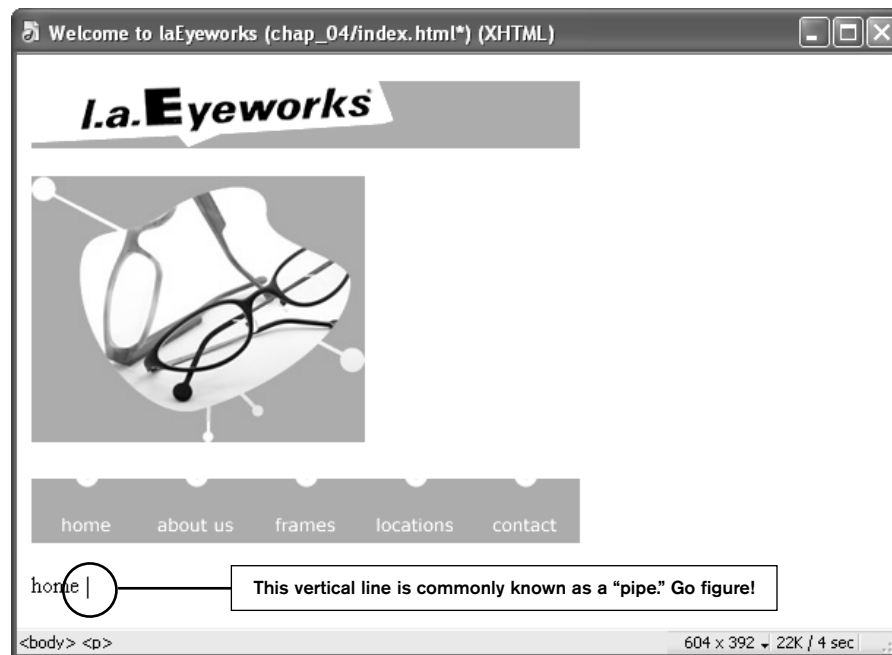 Welcome to laEyeworks (chap_04/index.html*) (XHTML)
l.a.Eyeworks
home about us frames locations contact
home |
This vertical line is commonly known as a “pipe.” Go figure!
<body> <p> 604 x 392 22K / 4 sec